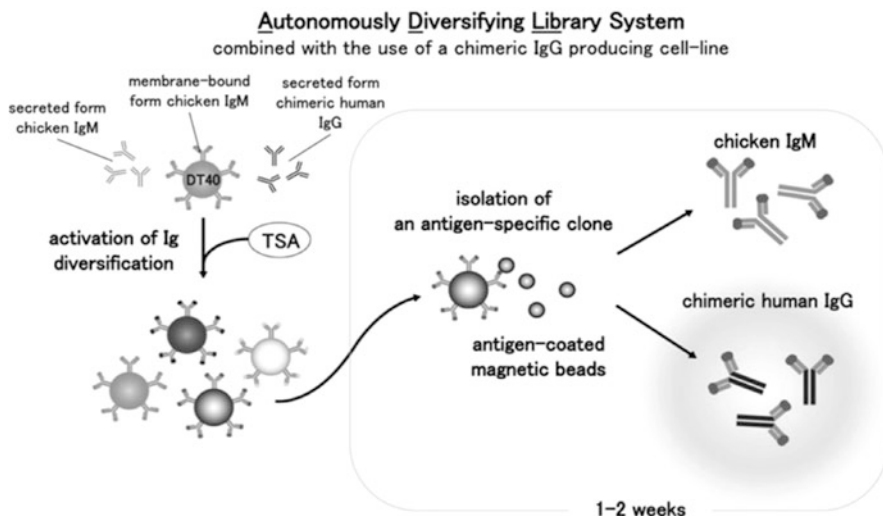 Autonomously Diversifying Library System
combined with the use of a chimeric IgG producing cell-line
secreted form
chicken IgM
membrane-bound
form chicken IgM
secreted form
chimeric human
IgG
DT40
activation of Ig
diversification
TSA
isolation of
an antigen-specific clone
antigen-coated
magnetic beads
chicken IgM
chimeric human IgG
1-2 weeks